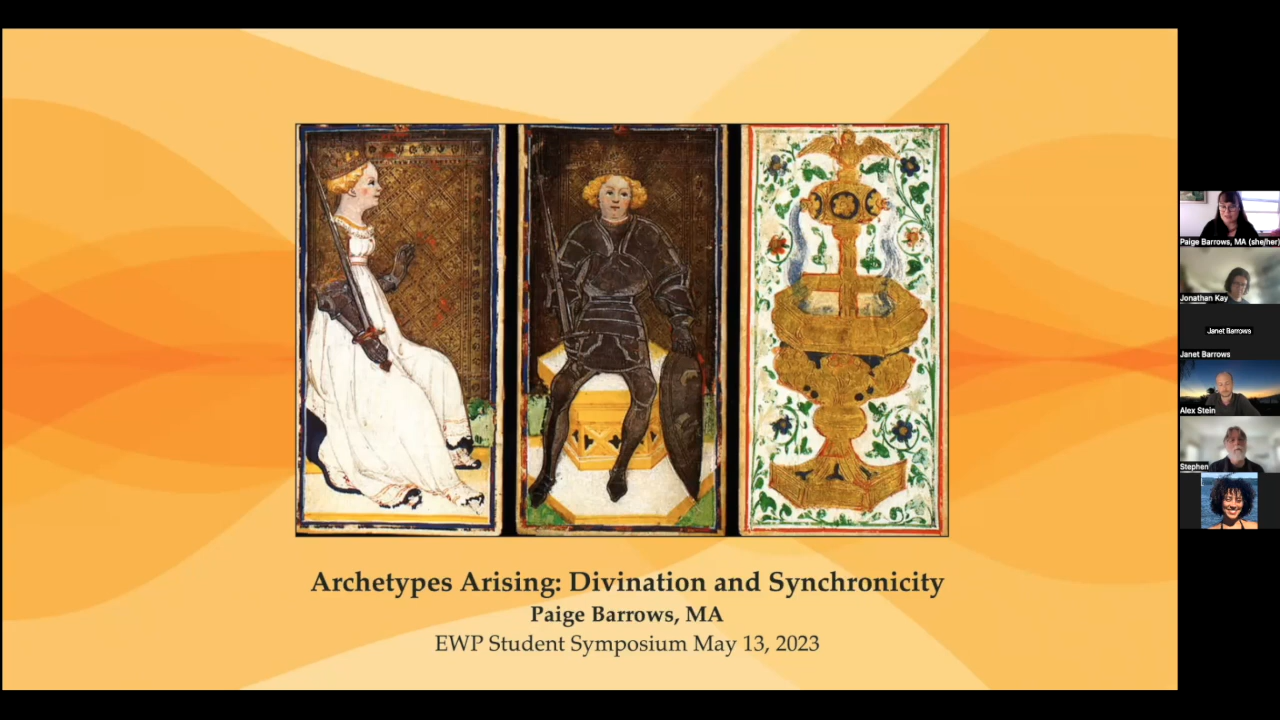 Archetypes Arising: Divination and Synchronicity
Paige Barrows, MA
EWP Student Symposium May 13, 2023
Paige Barrows, MA (she/her)
Jonathan Kay
Janet Barrows
Janet Barrows
Alex Stein
Stephen